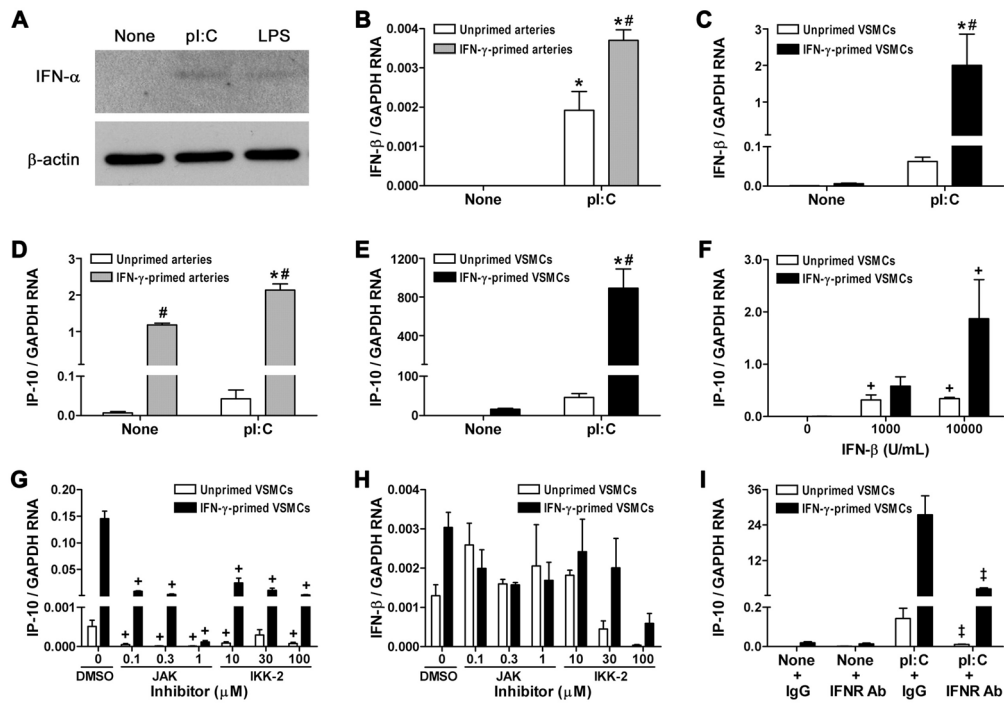 A
None pI:C LPS
IFN-α
β-actin
B
IFN-β / GAPDH RNA
0.004
0.003
0.002
0.001
0.000
Unprimed arteries
IFN-γ-primed arteries
*
*#
None pI:C
C
IFN-β / GAPDH RNA
3
2
1
0.1
0.0
Unprimed VSMCs
IFN-γ-primed VSMCs
*#
None pI:C
D
IP-10 / GAPDH RNA
3
2
1
0.1
0.0
Unprimed arteries
IFN-γ-primed arteries
#
*#
None pI:C
E
IP-10 / GAPDH RNA
1200
900
600
300
100
0
Unprimed VSMCs
IFN-γ-primed VSMCs
*#
None pI:C
F
IP-10 / GAPDH RNA
3.0
2.0
1.0
0.0
Unprimed VSMCs
IFN-γ-primed VSMCs
+ + +
0 1000 10000
IFN-β (U/mL)
G
IP-10 / GAPDH RNA
0.20
0.15
0.10
0.05
0.001
0.000
Unprimed VSMCs
IFN-γ-primed VSMCs
+ + + + +
+ + + + + +
0 0.1 0.3 1 10 30 100
DMSO JAK IKK-2
Inhibitor (μM)
H
IFN-β / GAPDH RNA
0.004
0.003
0.002
0.001
0.000
Unprimed VSMCs
IFN-γ-primed VSMCs
0 0.1 0.3 1 10 30 100
DMSO JAK IKK-2
Inhibitor (μM)
I
IP-10 / GAPDH RNA
36
24
12
0.2
0.0
Unprimed VSMCs
IFN-γ-primed VSMCs
‡
‡
None None pI:C pI:C
+ + + +
IgG IFNR Ab IgG IFNR Ab